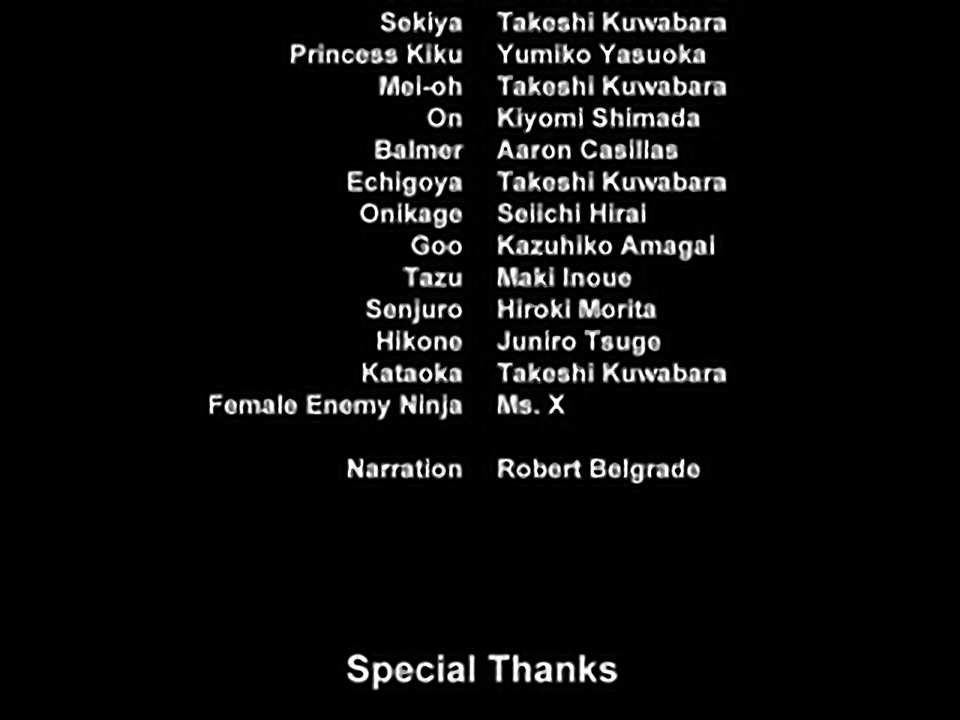 Sekiya Takeshi Kuwabara
Princess Kiku Yumiko Yasuoka
Mei-oh Takeshi Kuwabara
On Kiyomi Shimada
Balmer Aaron Casillas
Echigoya Takeshi Kuwabara
Onikage Seiichi Hirai
Goo Kazuhiko Amagai
Tazu Maki Inoue
Senjuro Hiroki Morita
Hikone Juniro Tsuge
Kataoka Takeshi Kuwabara
Female Enemy Ninja Ms. X
Narration Robert Belgrade
Special Thanks